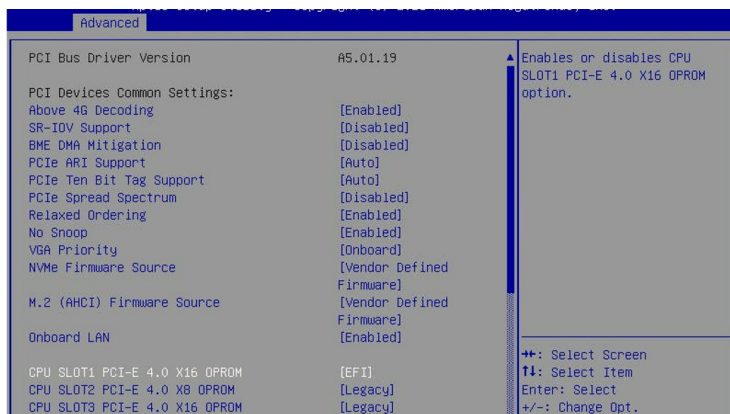 Advanced
PCI Bus Driver Version A5.01.19
PCI Devices Common Settings:
Above 4G Decoding [Enabled]
SR-IOV Support [Disabled]
BME DMA Mitigation [Disabled]
PCIe ARI Support [Auto]
PCIe Ten Bit Tag Support [Auto]
PCIe Spread Spectrum [Disabled]
Relaxed Ordering [Enabled]
No Snoop [Enabled]
VGA Priority [Onboard]
NVMe Firmware Source [Vendor Defined
Firmware]
M.2 (AHCI) Firmware Source [Vendor Defined
Firmware]
Onboard LAN [Enabled]
CPU SLOT1 PCI-E 4.0 X16 OPROM [EFI]
CPU SLOT2 PCI-E 4.0 X8 OPROM [Legacy]
CPU SLOT3 PCI-E 4.0 X16 OPROM [Legacy]
Enables or disables CPU
SLOT1 PCI-E 4.0 X16 OPROM
option.
→←: Select Screen
↑↓: Select Item
Enter: Select
+/-: Change Opt.